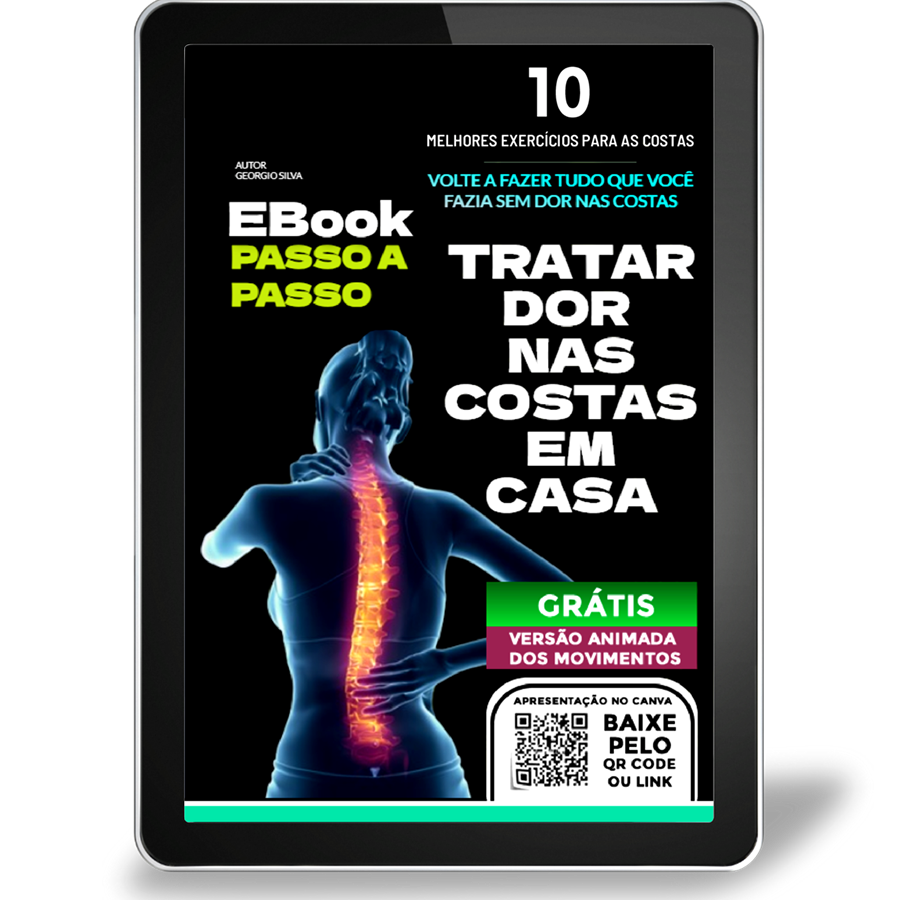 10
MELHORES EXERCÍCIOS PARA AS COSTAS
VOLTE A FAZER TUDO QUE VOCÊ
FAZIA SEM DOR NAS COSTAS
AUTOR
GEORGIO SILVA
EBook
PASSO A
PASSO
TRATAR
DOR
NAS
COSTAS
EM
CASA
GRÁTIS
VERSÃO ANIMADA
DOS MOVIMENTOS
APRESENTAÇÃO NO CANVA
BAIXE
PELO
QR CODE
OU LINK